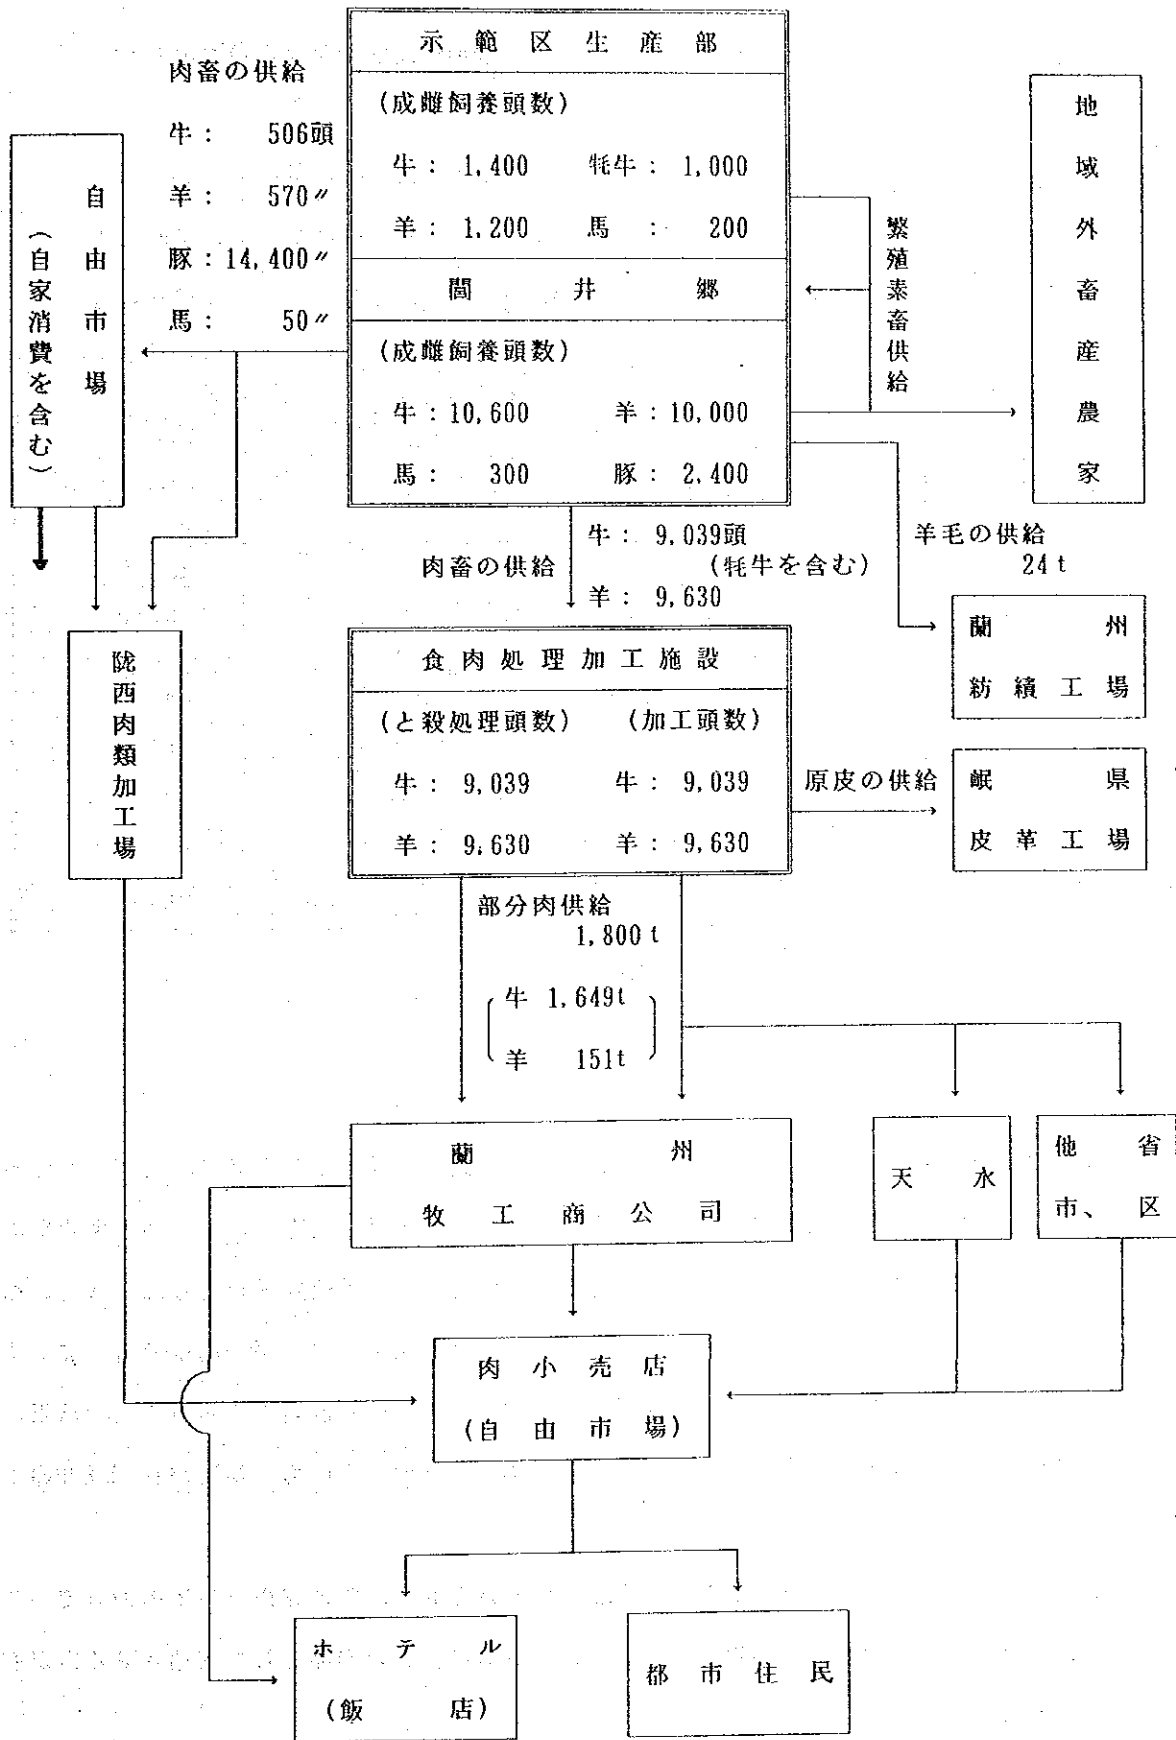 示範区生産部
肉畜の供給
牛： 506頭
羊： 570〃
豚：14,400〃
馬： 50〃
(成雌飼養頭数)
牛： 1,400 牦牛： 1,000
羊： 1,200 馬 ： 200
閭井郷
(成雌飼養頭数)
牛：10,600 羊：10,000
馬： 300 豚： 2,400
自由市場
(自家消費を含む)
繁殖素畜供給
地域外畜産農家
肉畜の供給
牛： 9,039頭
(牦牛を含む)
羊： 9,630
羊毛の供給
24 t
蘭州
紡績工場
隴西肉類加工場
食肉処理加工施設
(と殺処理頭数) (加工頭数)
牛： 9,039 牛： 9,039
羊： 9,630 羊： 9,630
原皮の供給
岷県
皮革工場
部分肉供給
1,800 t
牛 1,649t
羊 151t
蘭州
牧工商公司
天水
他省
市、区
肉小売店
(自由市場)
ホテル
(飯店)
都市住民